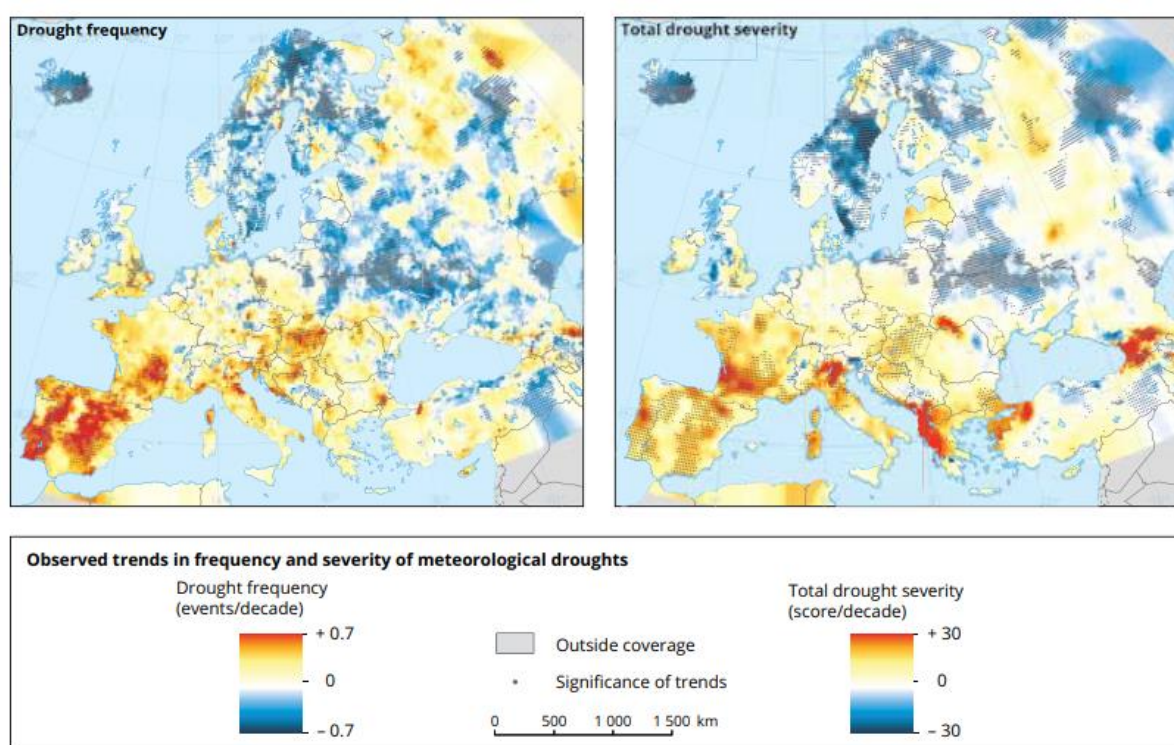 Drought frequency
Total drought severity
Observed trends in frequency and severity of meteorological droughts
Drought frequency
(events/decade)
+ 0.7
0
– 0.7
Outside coverage
Significance of trends
0 500 1 000 1 500 km
Total drought severity
(score/decade)
+ 30
0
– 30